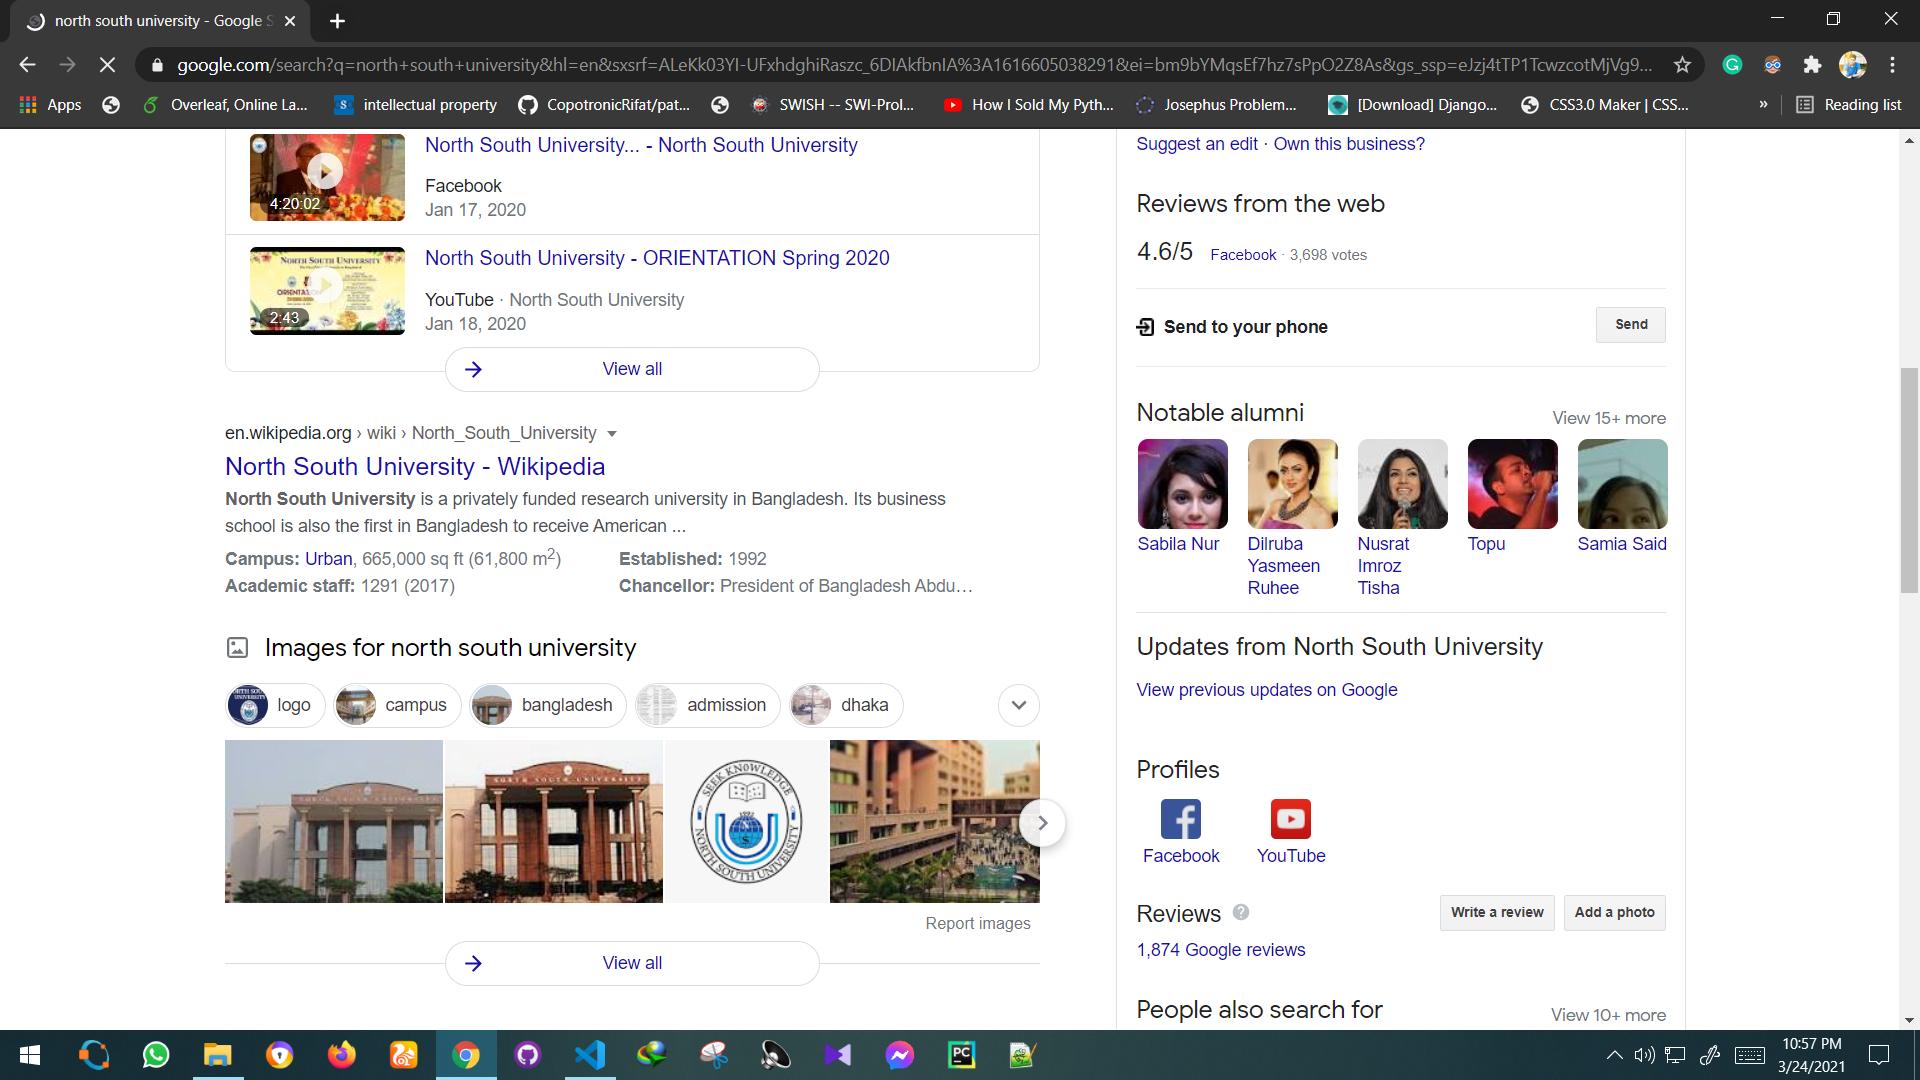 north south university - Google S
google.com/search?q=north+south+university&hl=en&sxsrf=ALeKk03YI-UFxhdghiRaszc_6DIAkfbnIA%3A1616605038291&ei=bm9bYMqsEf7hz7sPpO2Z8As&gs_ssp=eJzj4tTP1TcwzcotMjVg9...
Apps
Overleaf, Online La...
intellectual property
CopotronicRifat/pat...
SWISH -- SWI-Prol...
How I Sold My Pyth...
Josephus Problem...
[Download] Django...
CSS3.0 Maker | CSS...
»
Reading list
North South University... - North South University
Facebook
Jan 17, 2020
4:20:02
NORTH SOUTH UNIVERSITY
2:43
North South University - ORIENTATION Spring 2020
YouTube · North South University
Jan 18, 2020
View all
en.wikipedia.org › wiki › North_South_University
North South University - Wikipedia
North South University is a privately funded research university in Bangladesh. Its business
school is also the first in Bangladesh to receive American ...
Campus: Urban, 665,000 sq ft (61,800 m2)
Established: 1992
Academic staff: 1291 (2017)
Chancellor: President of Bangladesh Abdu…
Images for north south university
logo
campus
bangladesh
admission
dhaka
NORTH SOUTH UNIVERSITY
SEEK KNOWLEDGE
NORTH SOUTH UNIVERSITY
Report images
View all
Suggest an edit · Own this business?
Reviews from the web
4.6/5 Facebook · 3,698 votes
Send to your phone
Send
Notable alumni
View 15+ more
Sabila Nur
Dilruba
Yasmeen
Ruhee
Nusrat
Imroz
Tisha
Topu
Samia Said
Updates from North South University
View previous updates on Google
Profiles
Facebook
YouTube
Reviews
Write a review
Add a photo
1,874 Google reviews
People also search for
View 10+ more
10:57 PM
3/24/2021